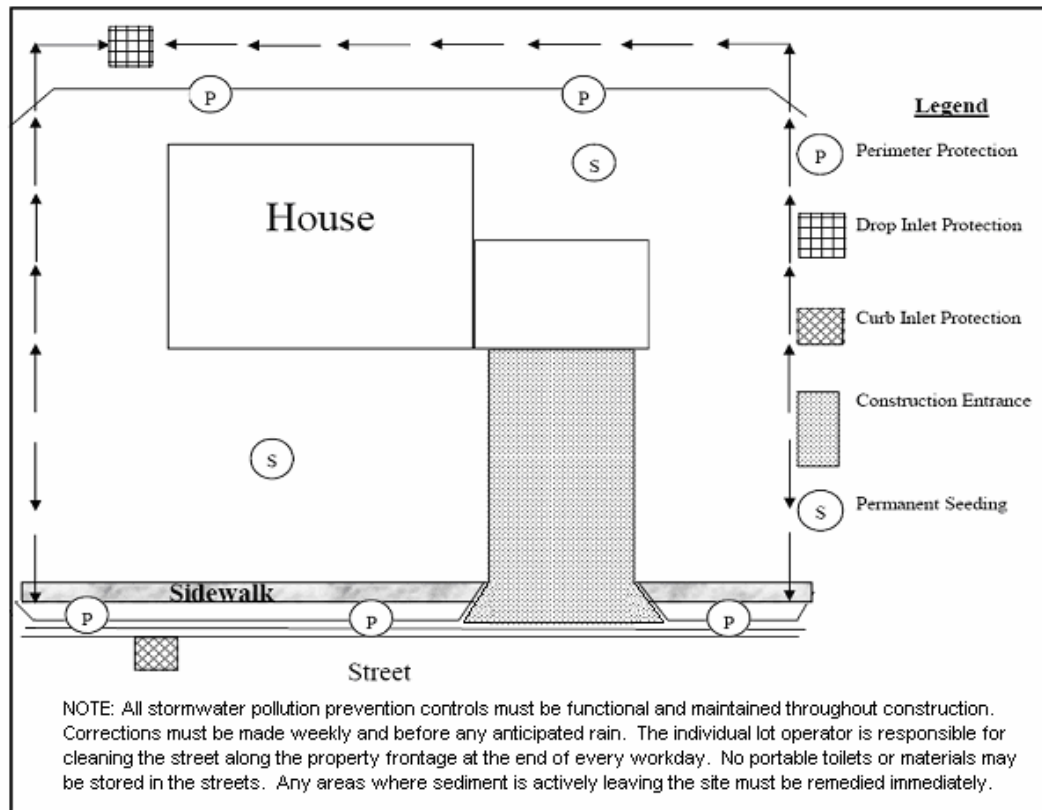 P
P
Legend
P Perimeter Protection
S
House
Drop Inlet Protection
Curb Inlet Protection
Construction Entrance
S
S Permanent Seeding
Sidewalk
P
P
P
Street
NOTE: All stormwater pollution prevention controls must be functional and maintained throughout construction.
Corrections must be made weekly and before any anticipated rain. The individual lot operator is responsible for
cleaning the street along the property frontage at the end of every workday. No portable toilets or materials may
be stored in the streets. Any areas where sediment is actively leaving the site must be remedied immediately.